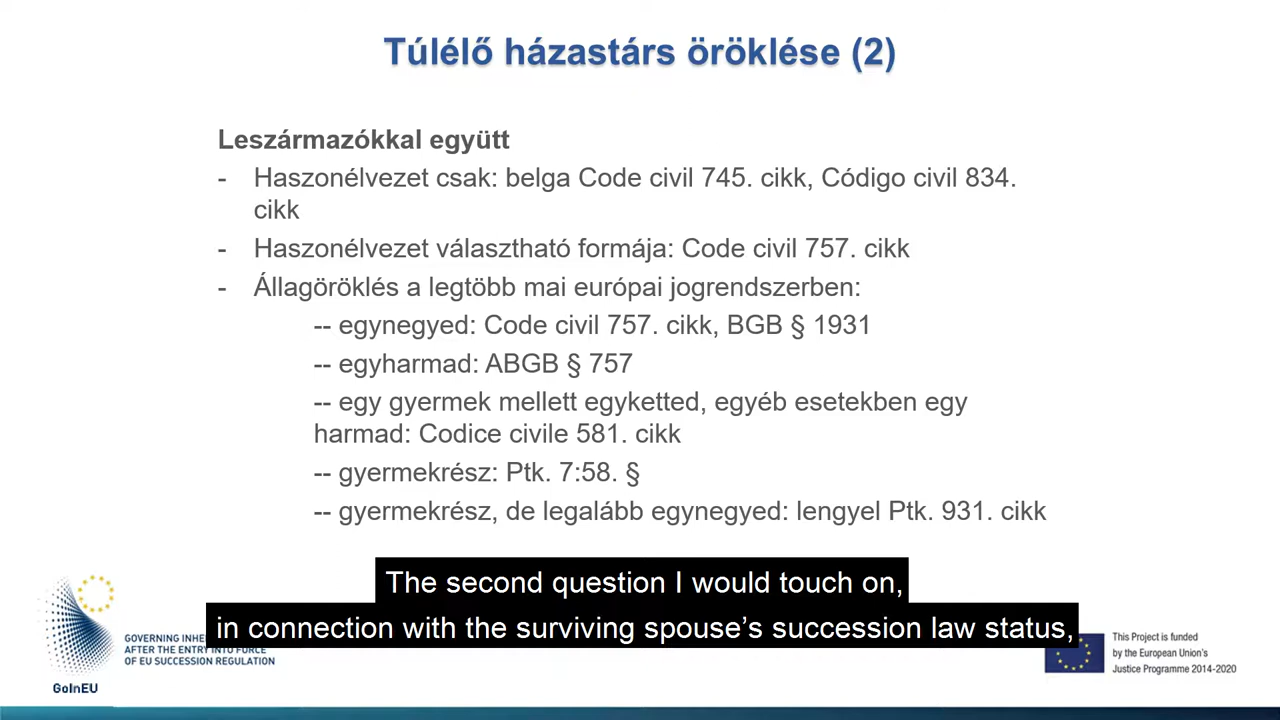 Túlélő házastárs öröklése (2)
Leszármazókkal együtt
- Haszonélvezet csak: belga Code civil 745. cikk, Código civil 834.
cikk
- Haszonélvezet választható formája: Code civil 757. cikk
- Állagöröklés a legtöbb mai európai jogrendszerben:
-- egynegyed: Code civil 757. cikk, BGB § 1931
-- egyharmad: ABGB § 757
-- egy gyermek mellett egyketted, egyéb esetekben egy
harmad: Codice civile 581. cikk
-- gyermekrész: Ptk. 7:58. §
-- gyermekrész, de legalább egynegyed: lengyel Ptk. 931. cikk
The second question I would touch on,
in connection with the surviving spouse's succession law status,
GOVERNING
AFTER THE ENTRY INTO FORCE
OF EU SUCCESSION REGULATION
GoInEU
This Project is funded
by the European Union's
Justice Programme 2014-2020